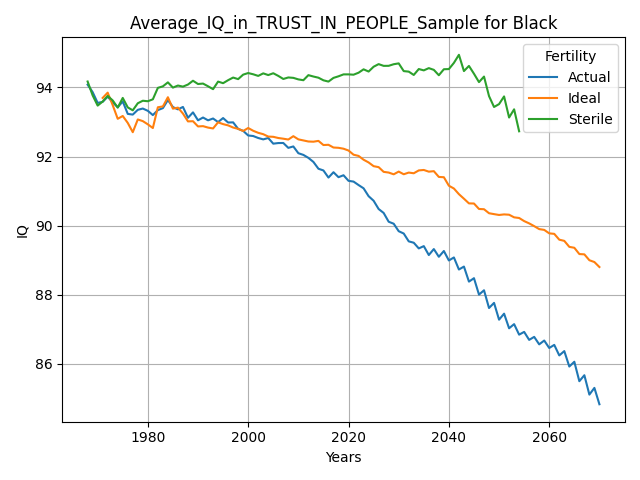 Average_IQ_in_TRUST_IN_PEOPLE_Sample for Black
IQ
94
92
90
88
86
1980
2000
2020
2040
2060
Years
Fertility
Actual
Ideal
Sterile